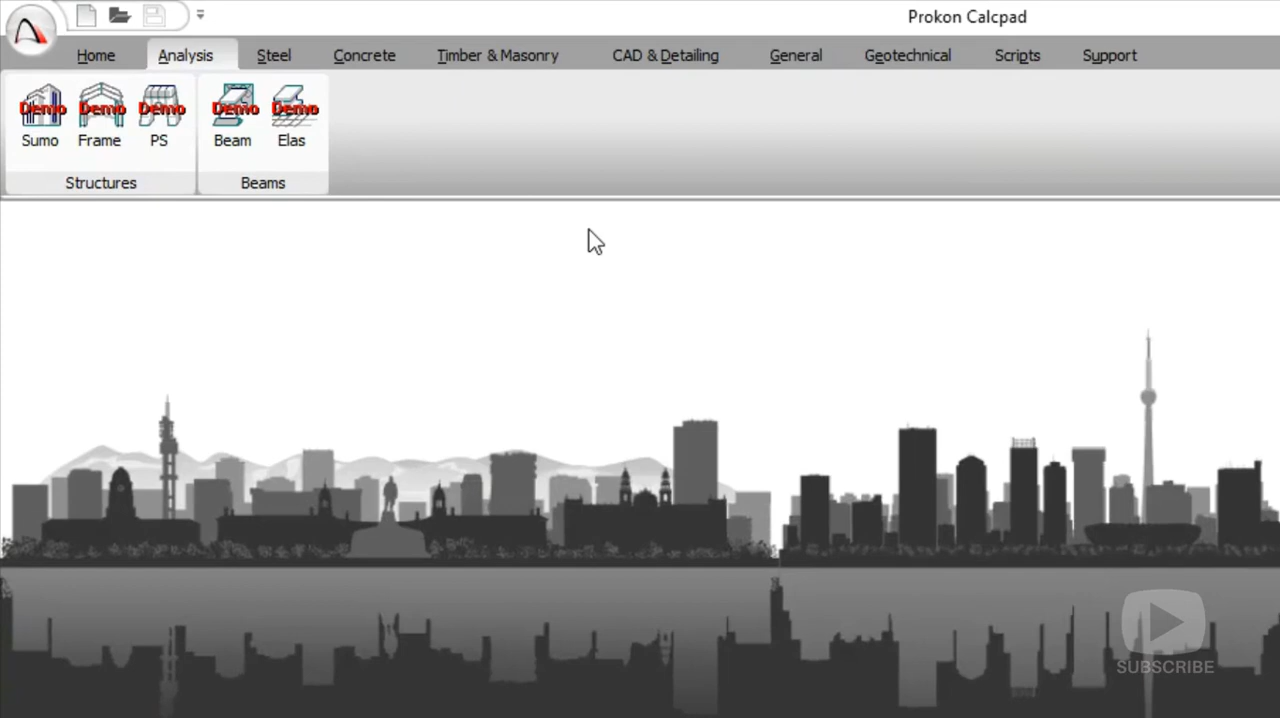 Prokon Calcpad
Home Analysis Steel Concrete Timber & Masonry CAD & Detailing General Geotechnical Scripts Support
Demo Demo Demo Demo Demo
Sumo Frame PS Beam Elas
Structures Beams
SUBSCRIBE